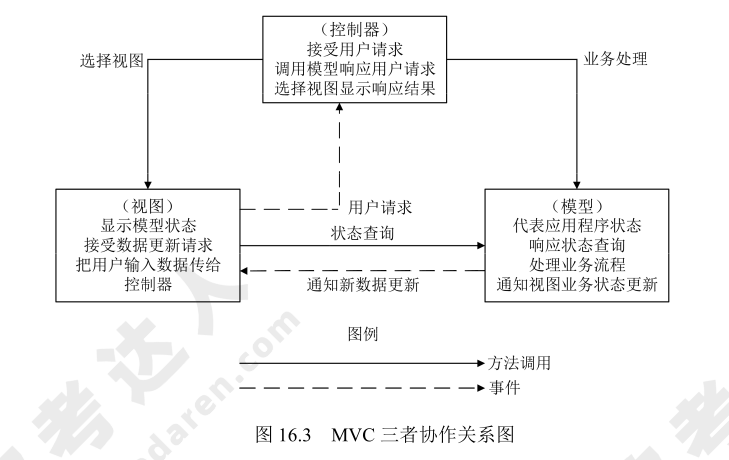 （控制器）
接受用户请求
调用模型响应用户请求
选择视图显示响应结果
选择视图
业务处理
（视图）
显示模型状态
接受数据更新请求
把用户输入数据传给
控制器
用户请求
状态查询
通知新数据更新
（模型）
代表应用程序状态
响应状态查询
处理业务流程
通知视图业务状态更新
图例
方法调用
事件
图 16.3 MVC 三者协作关系图